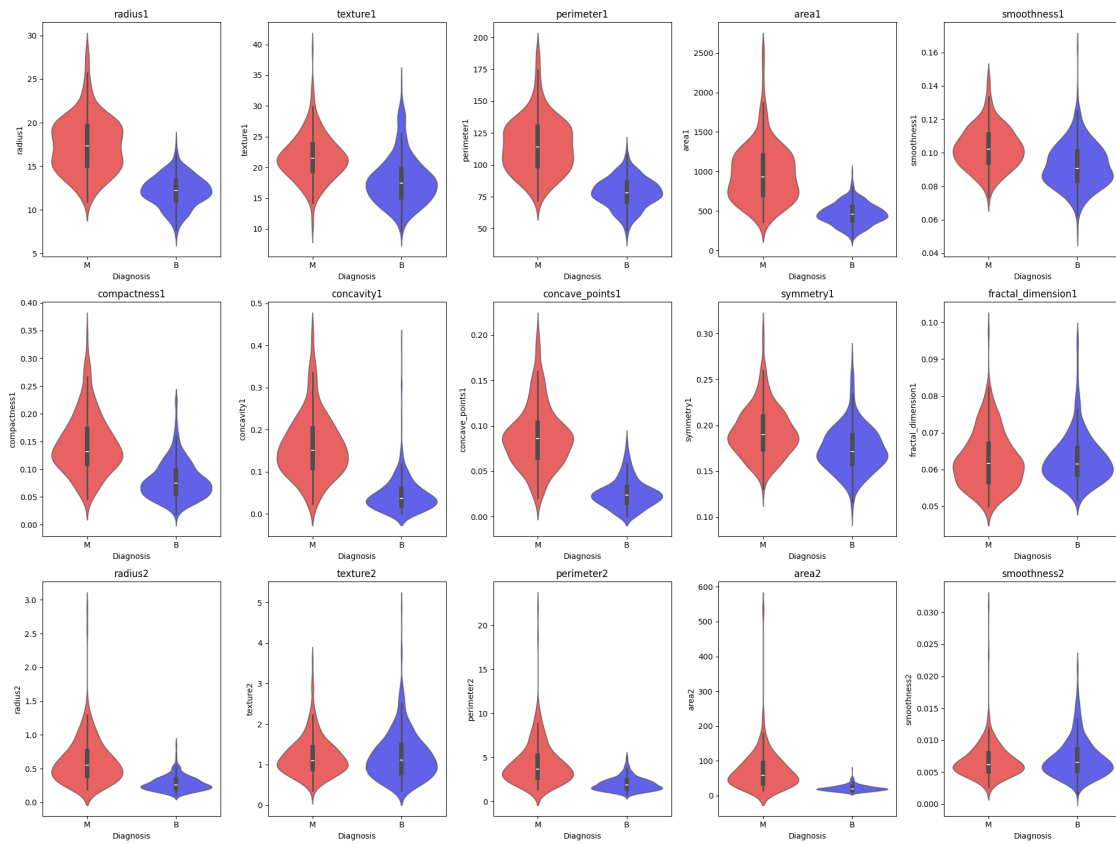 radius1
texture1
perimeter1
area1
smoothness1
30
25
20
15
10
5
radius1
M
B
Diagnosis
40
35
30
25
20
15
10
texture1
M
B
Diagnosis
200
175
150
125
100
75
50
perimeter1
M
B
Diagnosis
2500
2000
1500
1000
500
0
area1
M
B
Diagnosis
0.16
0.14
0.12
0.10
0.08
0.06
0.04
smoothness1
M
B
Diagnosis
compactness1
concavity1
concave_points1
symmetry1
fractal_dimension1
0.40
0.35
0.30
0.25
0.20
0.15
0.10
0.05
0.00
compactness1
M
B
Diagnosis
0.5
0.4
0.3
0.2
0.1
0.0
concavity1
M
B
Diagnosis
0.20
0.15
0.10
0.05
0.00
concave_points1
M
B
Diagnosis
0.30
0.25
0.20
0.15
0.10
symmetry1
M
B
Diagnosis
0.10
0.09
0.08
0.07
0.06
0.05
fractal_dimension1
M
B
Diagnosis
radius2
texture2
perimeter2
area2
smoothness2
3.0
2.5
2.0
1.5
1.0
0.5
0.0
radius2
M
B
Diagnosis
5
4
3
2
1
0
texture2
M
B
Diagnosis
20
15
10
5
0
perimeter2
M
B
Diagnosis
600
500
400
300
200
100
0
area2
M
B
Diagnosis
0.030
0.025
0.020
0.015
0.010
0.005
0.000
smoothness2
M
B
Diagnosis